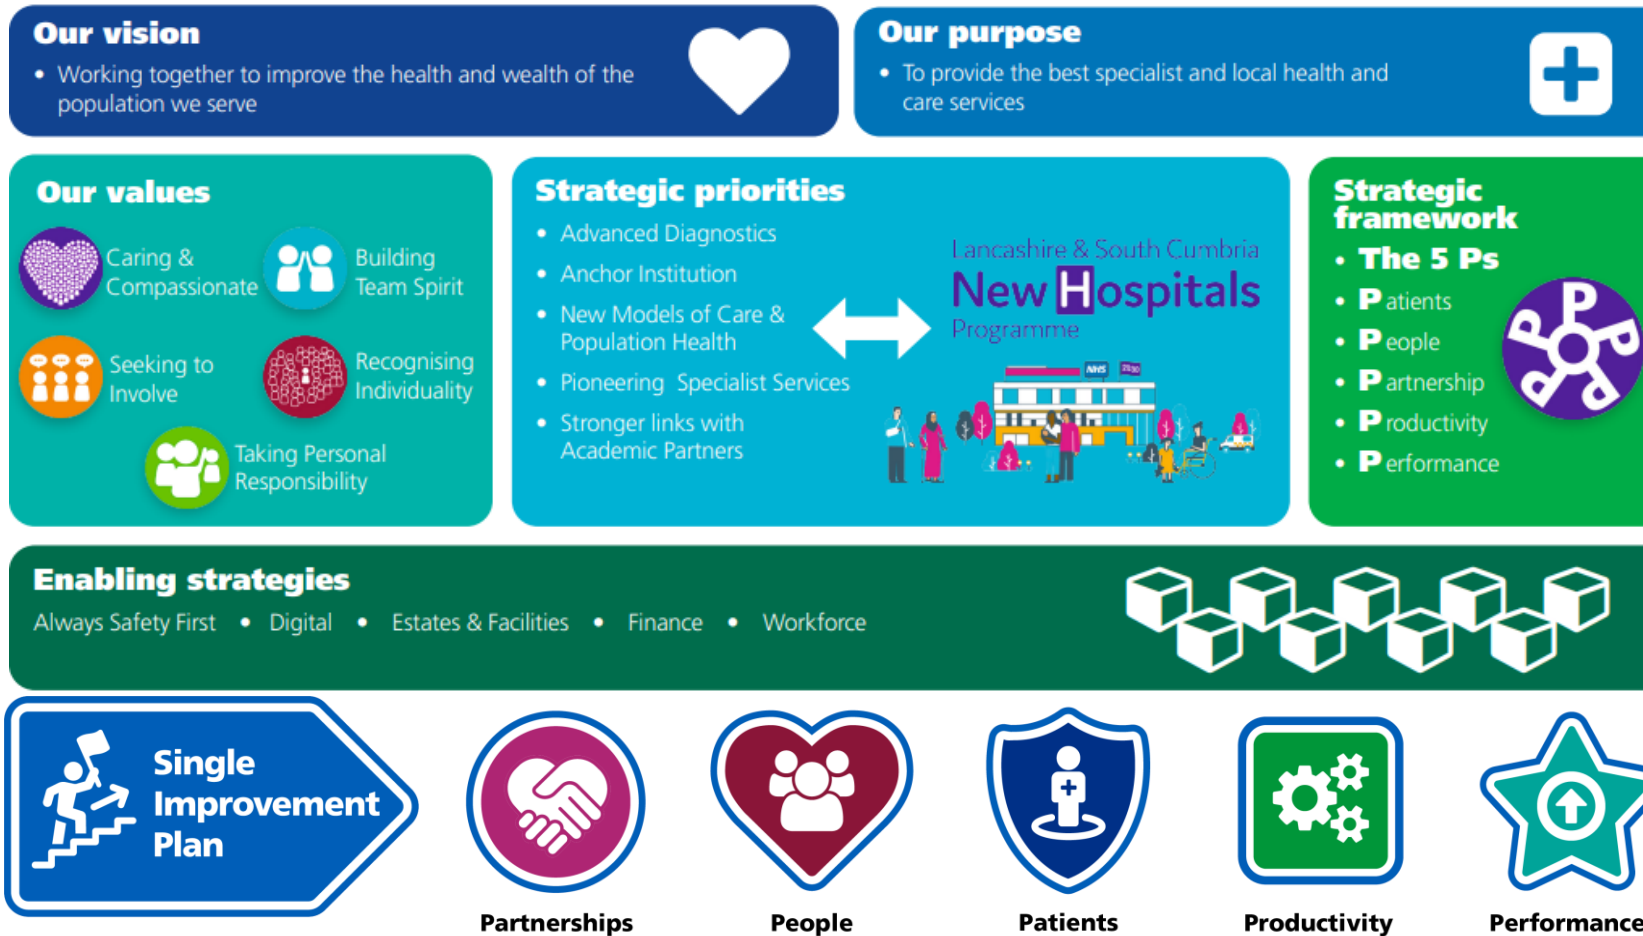 Our vision
• Working together to improve the health and wealth of the
population we serve
Our purpose
• To provide the best specialist and local health and
care services
Our values
Caring &
Compassionate
Building
Team Spirit
Seeking to
Involve
Recognising
Individuality
Taking Personal
Responsibility
Strategic priorities
• Advanced Diagnostics
• Anchor Institution
• New Models of Care &
Population Health
• Pioneering Specialist Services
• Stronger links with
Academic Partners
Lancashire & South Cumbria
New Hospitals
Programme
NHS
Strategic
framework
• The 5 Ps
• Patients
• People
• Partnership
• Productivity
• Performance
P P P P P
Enabling strategies
Always Safety First • Digital • Estates & Facilities • Finance • Workforce
Single
Improvement
Plan
Partnerships
People
Patients
Productivity
Performance